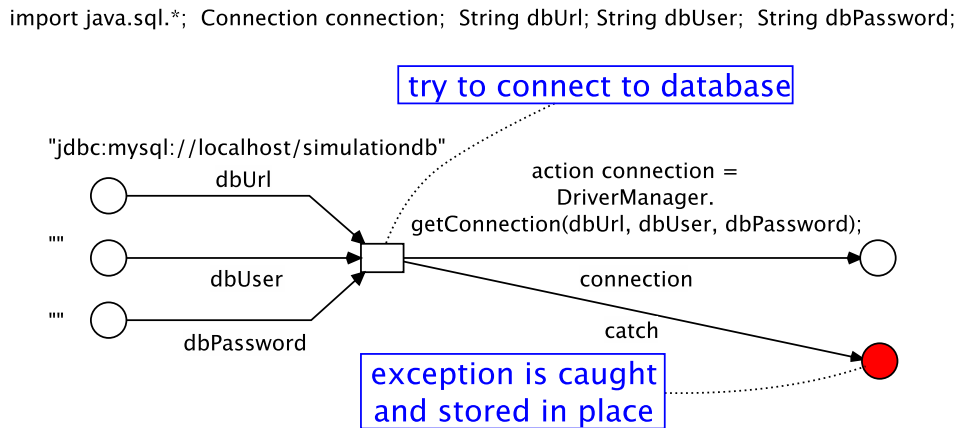 import java.sql.*;  Connection connection;  String dbUrl; String dbUser;  String dbPassword;
try to connect to database
"jdbc:mysql://localhost/simulationdb"
dbUrl
action connection =
DriverManager.
getConnection(dbUrl, dbUser, dbPassword);
""
dbUser
connection
""
dbPassword
catch
exception is caught
and stored in place